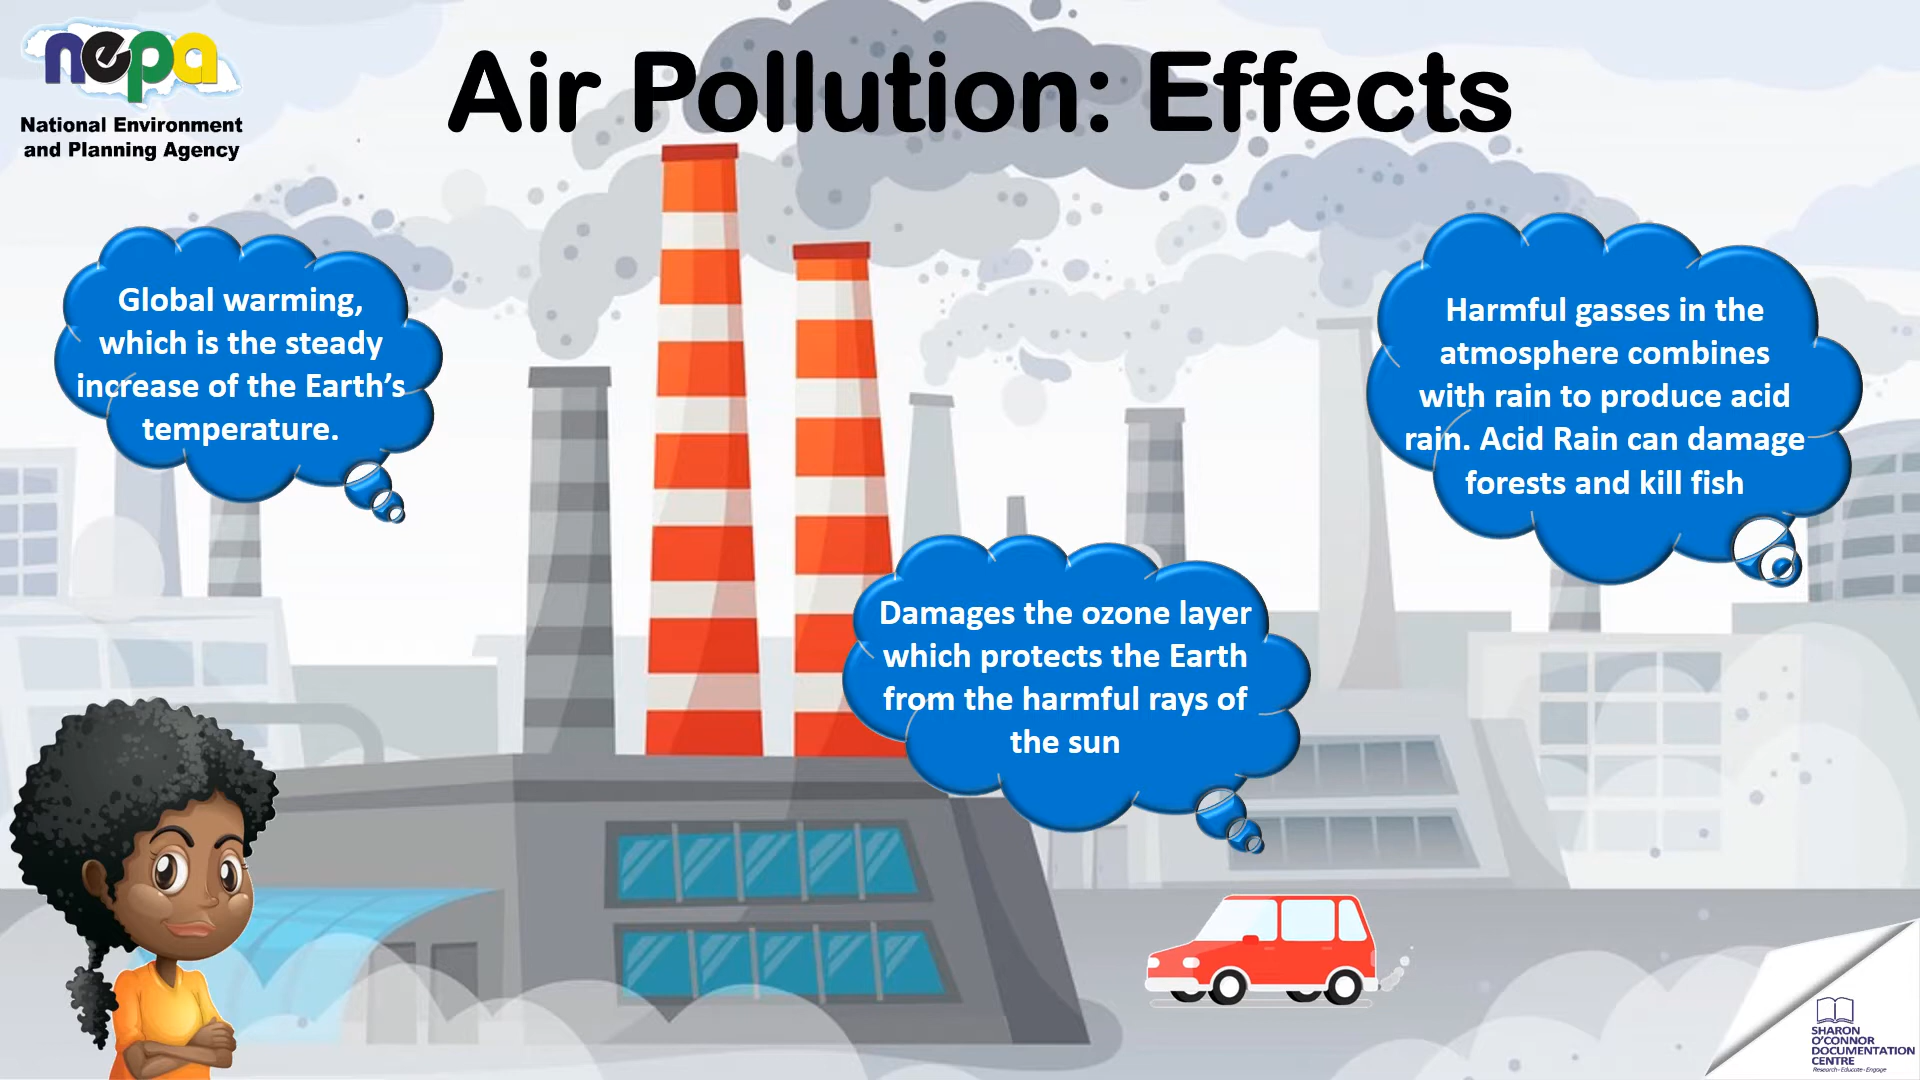 nepa
National Environment
and Planning Agency
Air Pollution: Effects
Global warming,
which is the steady
increase of the Earth's
temperature.
Harmful gasses in the
atmosphere combines
with rain to produce acid
rain. Acid Rain can damage
forests and kill fish
Damages the ozone layer
which protects the Earth
from the harmful rays of
the sun
SHARON
O'CONNOR
DOCUMENTATION
CENTRE
Research - Educate - Engage